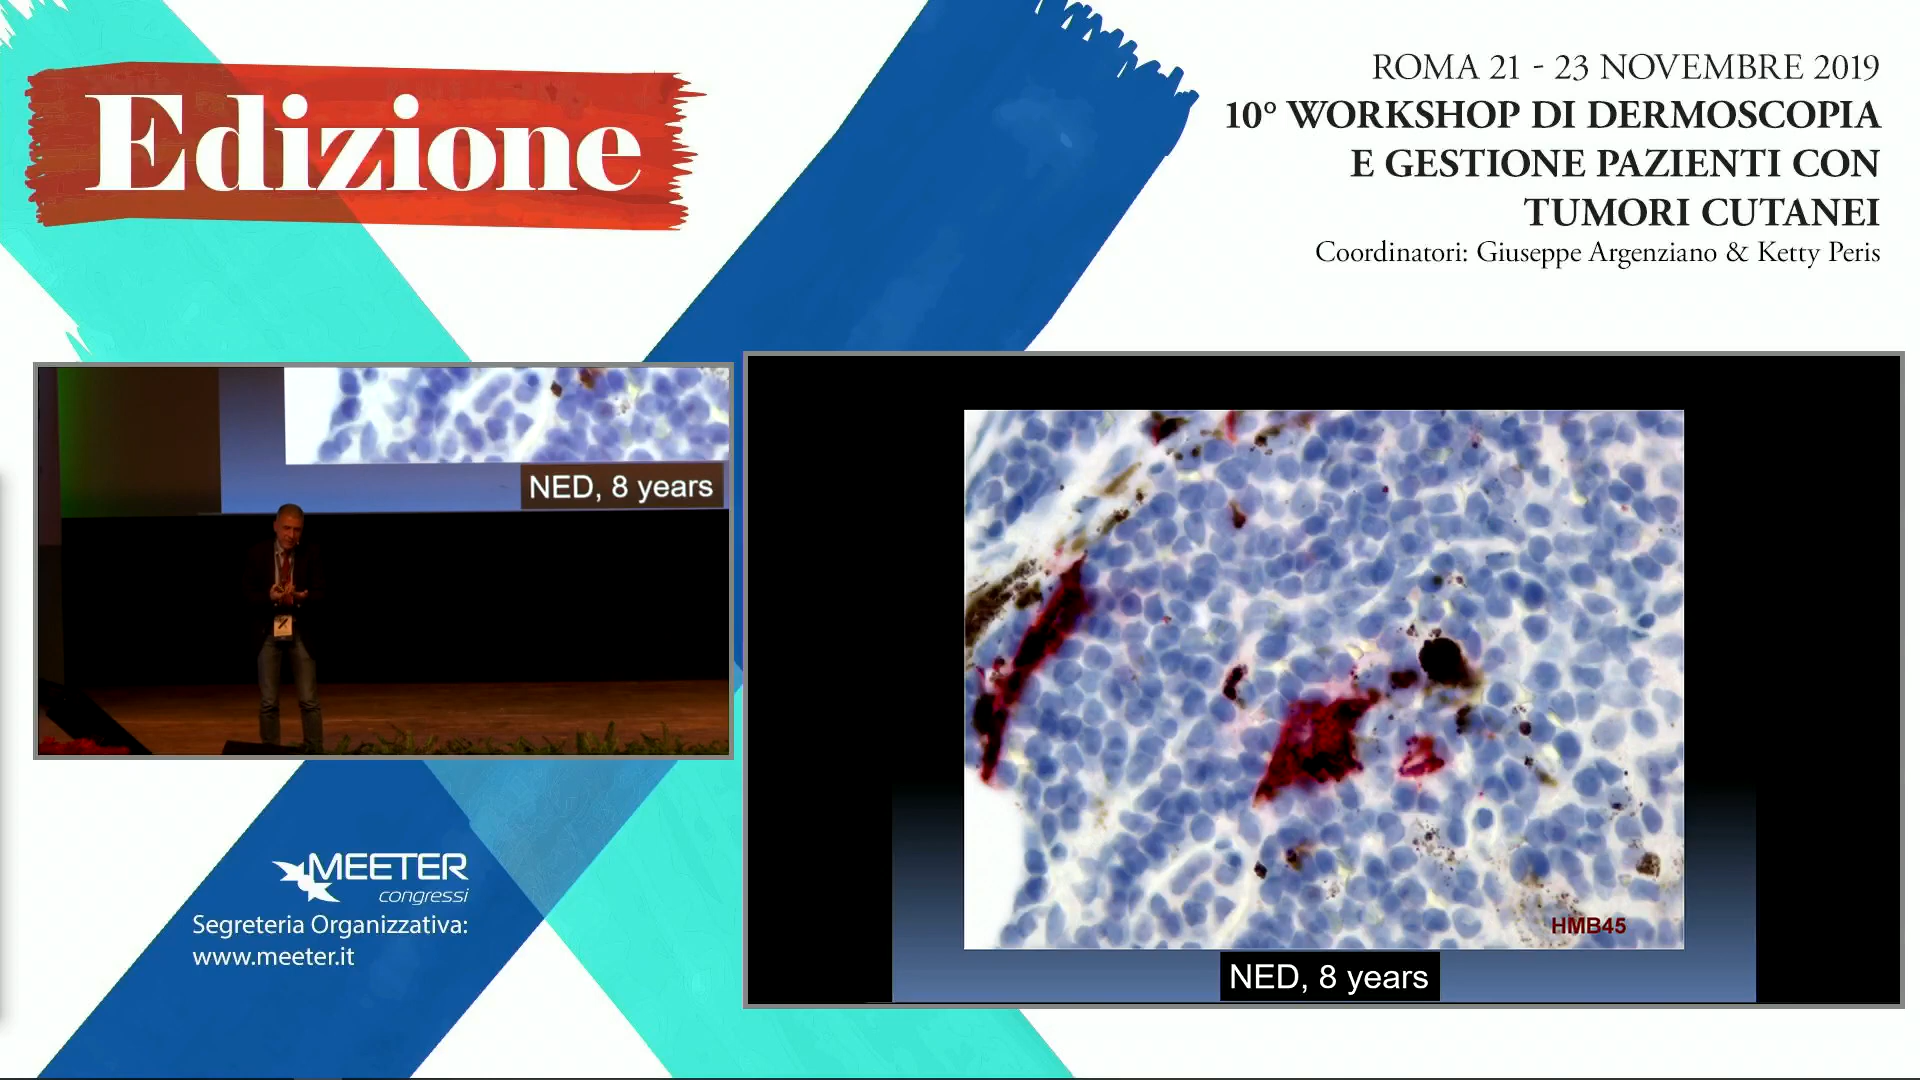 Edizione
ROMA 21 - 23 NOVEMBRE 2019
10° WORKSHOP DI DERMOSCOPIA
E GESTIONE PAZIENTI CON
TUMORI CUTANEI
Coordinatori: Giuseppe Argenziano & Ketty Peris
NED, 8 years
HMB45
NED, 8 years
MEETER
congressi
Segreteria Organizzativa:
www.meeter.it